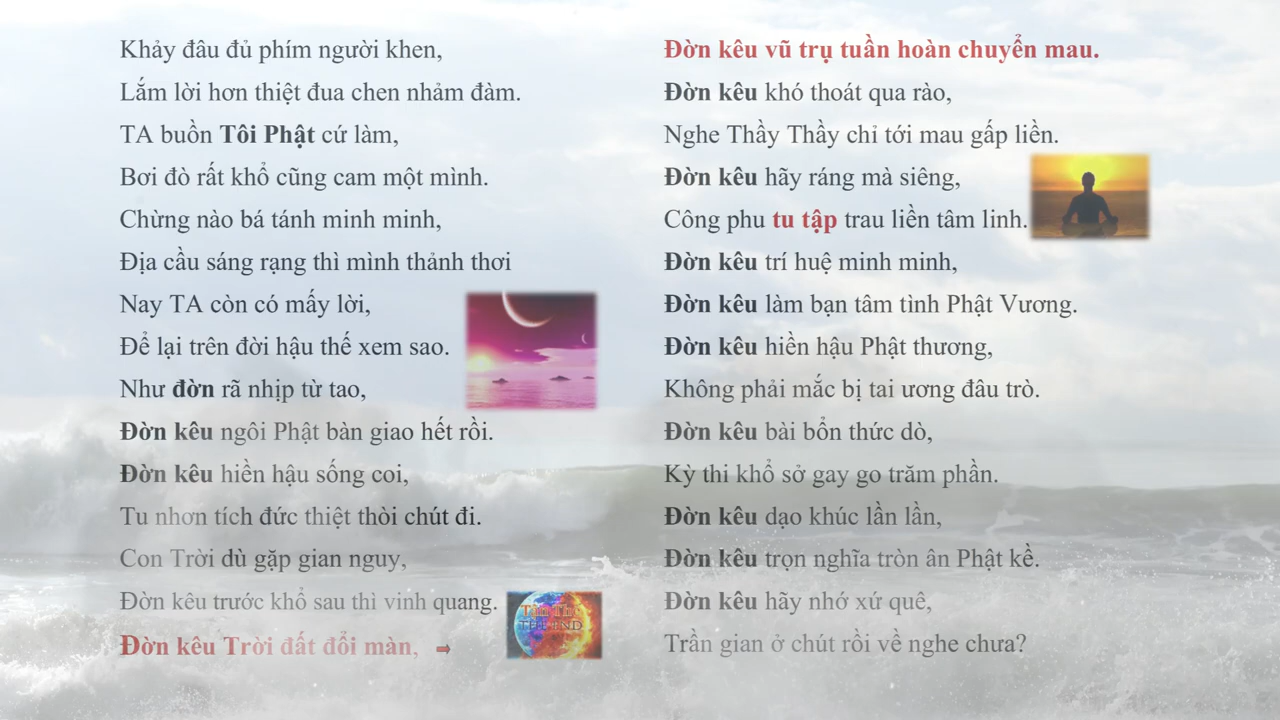 Khảy đâu đủ phím người khen,
Lắm lời hơn thiệt đua chen nhảm đàm.
TA buồn Tôi Phật cứ làm,
Bơi đò rất khổ cũng cam một mình.
Chừng nào bá tánh minh minh,
Địa cầu sáng rạng thì mình thảnh thơi
Nay TA còn có mấy lời,
Để lại trên đời hậu thế xem sao.
Như đờn rã nhịp từ tao,
Đờn kêu ngôi Phật bàn giao hết rồi.
Đờn kêu hiền hậu sống coi,
Tu nhơn tích đức thiệt thòi chút đi.
Con Trời dù gặp gian nguy,
Đờn kêu trước khổ sau thì vinh quang.
Đờn kêu Trời đất đổi màn,
Tận Thế
THE END
Đờn kêu vũ trụ tuần hoàn chuyển mau.
Đờn kêu khó thoát qua rào,
Nghe Thầy Thầy chỉ tới mau gấp liền.
Đờn kêu hãy ráng mà siêng,
Công phu tu tập trau liền tâm linh.
Đờn kêu trí huệ minh minh,
Đờn kêu làm bạn tâm tình Phật Vương.
Đờn kêu hiền hậu Phật thương,
Không phải mắc bị tai ương đâu trò.
Đờn kêu bài bổn thức dò,
Kỳ thi khổ sở gay go trăm phần.
Đờn kêu dạo khúc lần lần,
Đờn kêu trọn nghĩa tròn ân Phật kề.
Đờn kêu hãy nhớ xứ quê,
Trần gian ở chút rồi về nghe chưa?